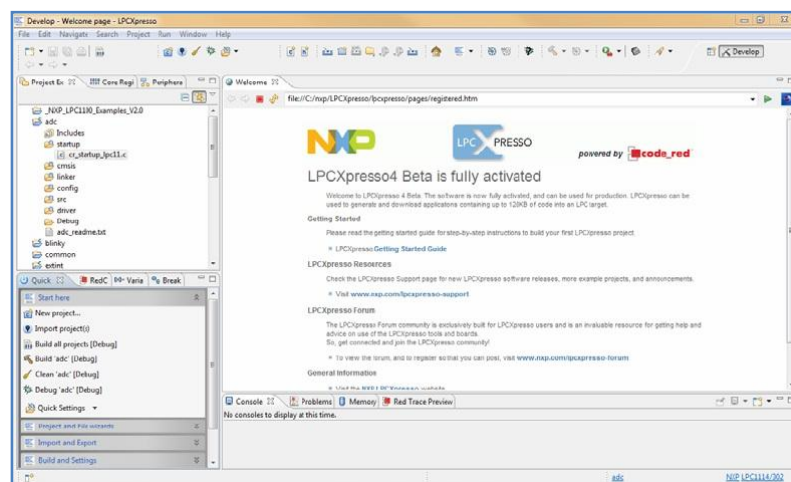 Develop - Welcome page - LPCXpresso
File Edit Navigate Search Project Run Window Help
Develop
Project Ex Core Regi Periphera
Welcome
file://C:/nxp/LPCXpresso/lpcxpresso/pages/registered.htm
_NXP_LPC11X0_Examples_V2.0
adc
Includes
startup
cr_startup_lpc11.c
cmsis
linker
config
src
driver
Debug
adc_readme.txt
blinky
common
extint
NXP
LPC XPRESSO
powered by code_red
LPCXpresso4 Beta is fully activated
Welcome to LPCXpresso 4 Beta. The software is now fully activated, and can be used for production. LPCXpresso can be
used to generate and download applications containing up to 128KB of code into an LPC target.
Getting Started
Please read the getting started guide for step-by-step instructions to build your first LPCXpresso project
LPCXpresso Getting Started Guide
LPCXpresso Resources
Check the LPCXpresso Support page for new LPCXpresso software releases, more example projects, and announcements.
Visit www.nxp.com/lpcxpresso-support
LPCXpresso Forum
The LPCXpresso Forum community is exclusively built for LPCXpresso users and is an invaluable resource for getting help and
advice on use of the LPCXpresso tools and boards.
So, get connected and join the LPCXpresso community!
To view the forum, and to register so that you can post, visit www.nxp.com/lpcxpresso-forum
General Information
Visit the NXP LPCXpresso website
Quick RedC Varia Break
Start here
New project...
Import project(s)
Build all projects [Debug]
Build 'adc' [Debug]
Clean 'adc' [Debug]
Debug 'adc' [Debug]
Quick Settings
Project and File wizards
Import and Export
Build and Settings
Console Problems Memory Red Trace Preview
No consoles to display at this time.
adc
NXP LPC1114/302